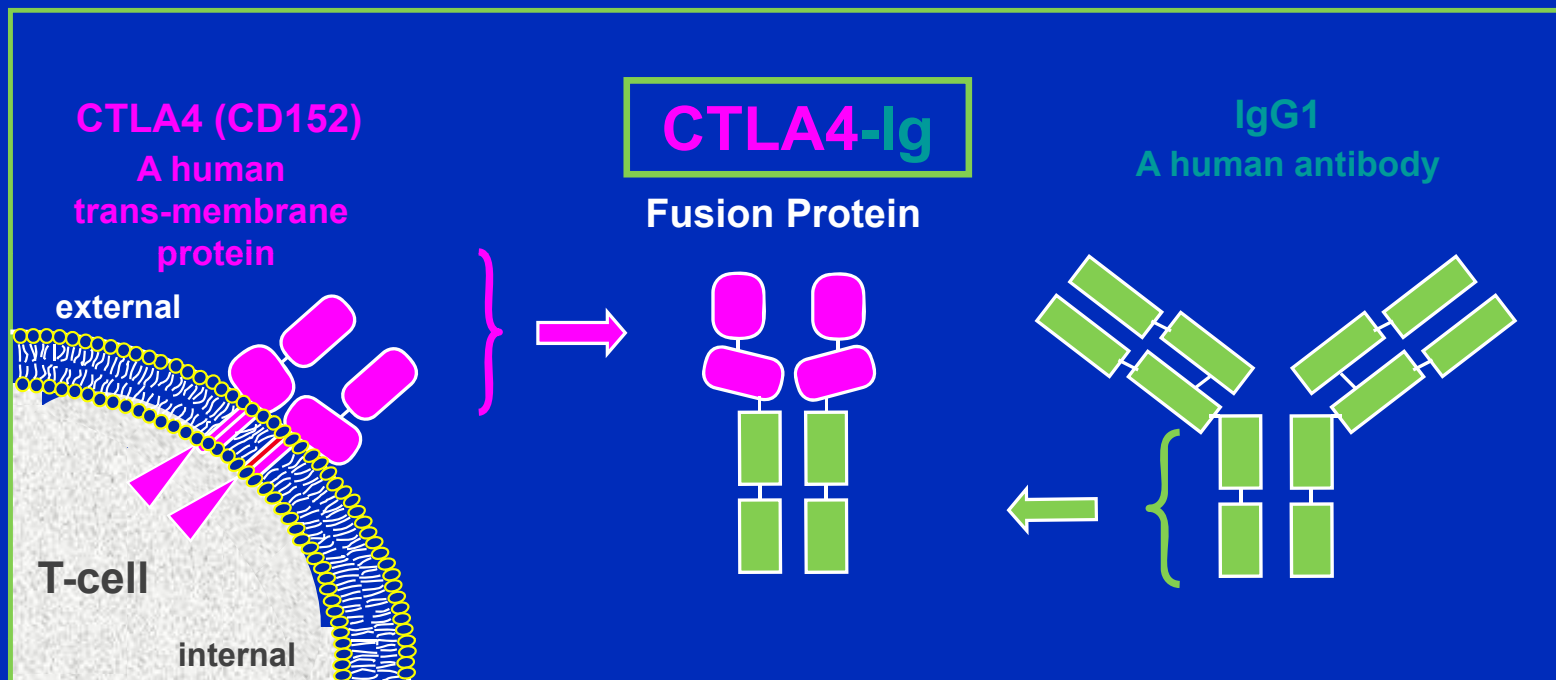 CTLA4 (CD152)
A human
trans-membrane
protein
external
T-cell
internal
CTLA4-Ig
Fusion Protein
IgG1
A human antibody